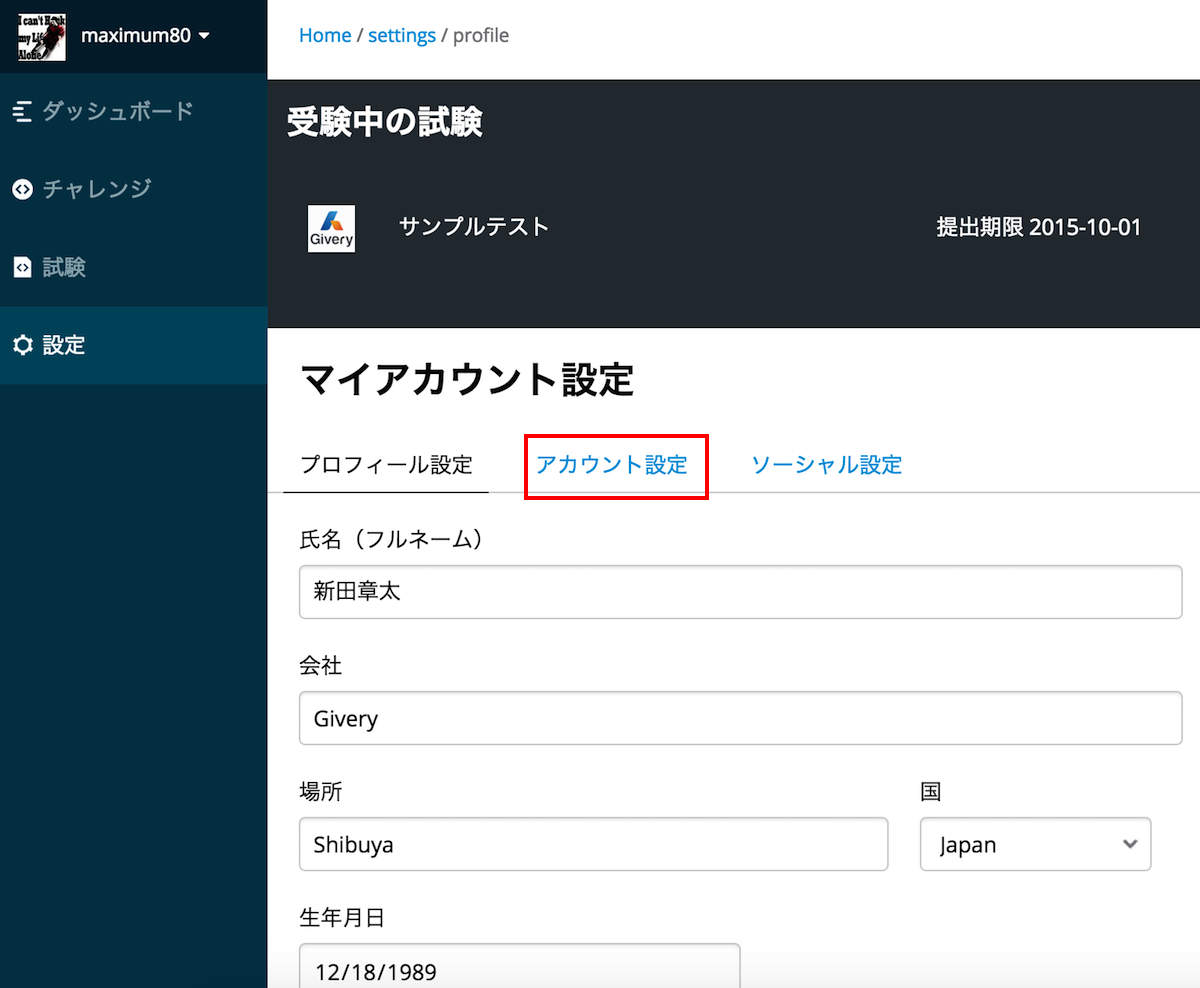 I can't Hack
my Life
Alone
maximum80
ダッシュボード
チャレンジ
試験
設定
Home / settings / profile
受験中の試験
Givery
サンプルテスト
提出期限 2015-10-01
マイアカウント設定
プロフィール設定
アカウント設定
ソーシャル設定
氏名（フルネーム）
新田章太
会社
Givery
場所
国
Shibuya
Japan
生年月日
12/18/1989